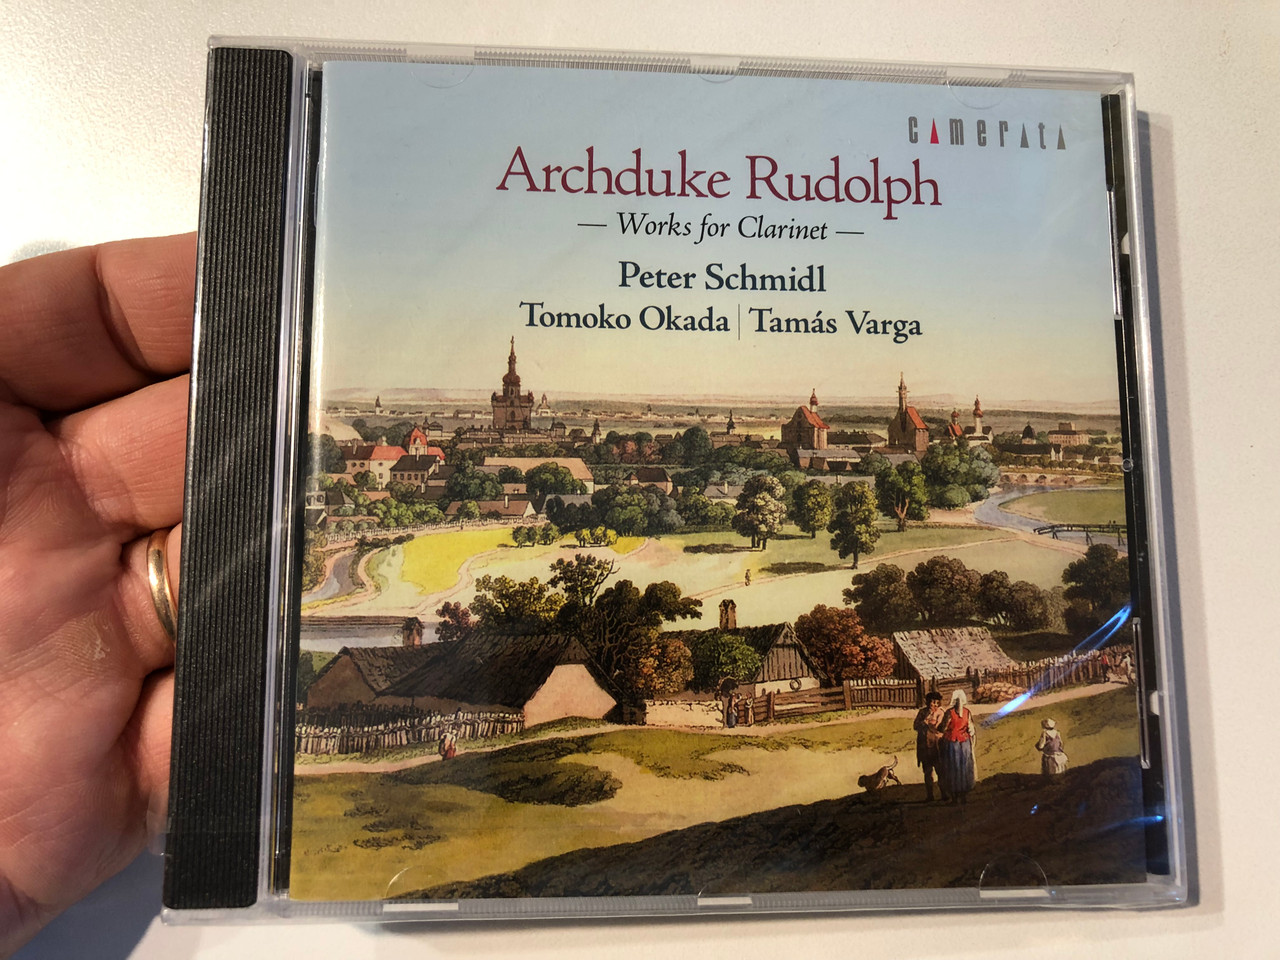 camerata
Archduke Rudolph
— Works for Clarinet —
Peter Schmidl
Tomoko Okada | Tamás Varga